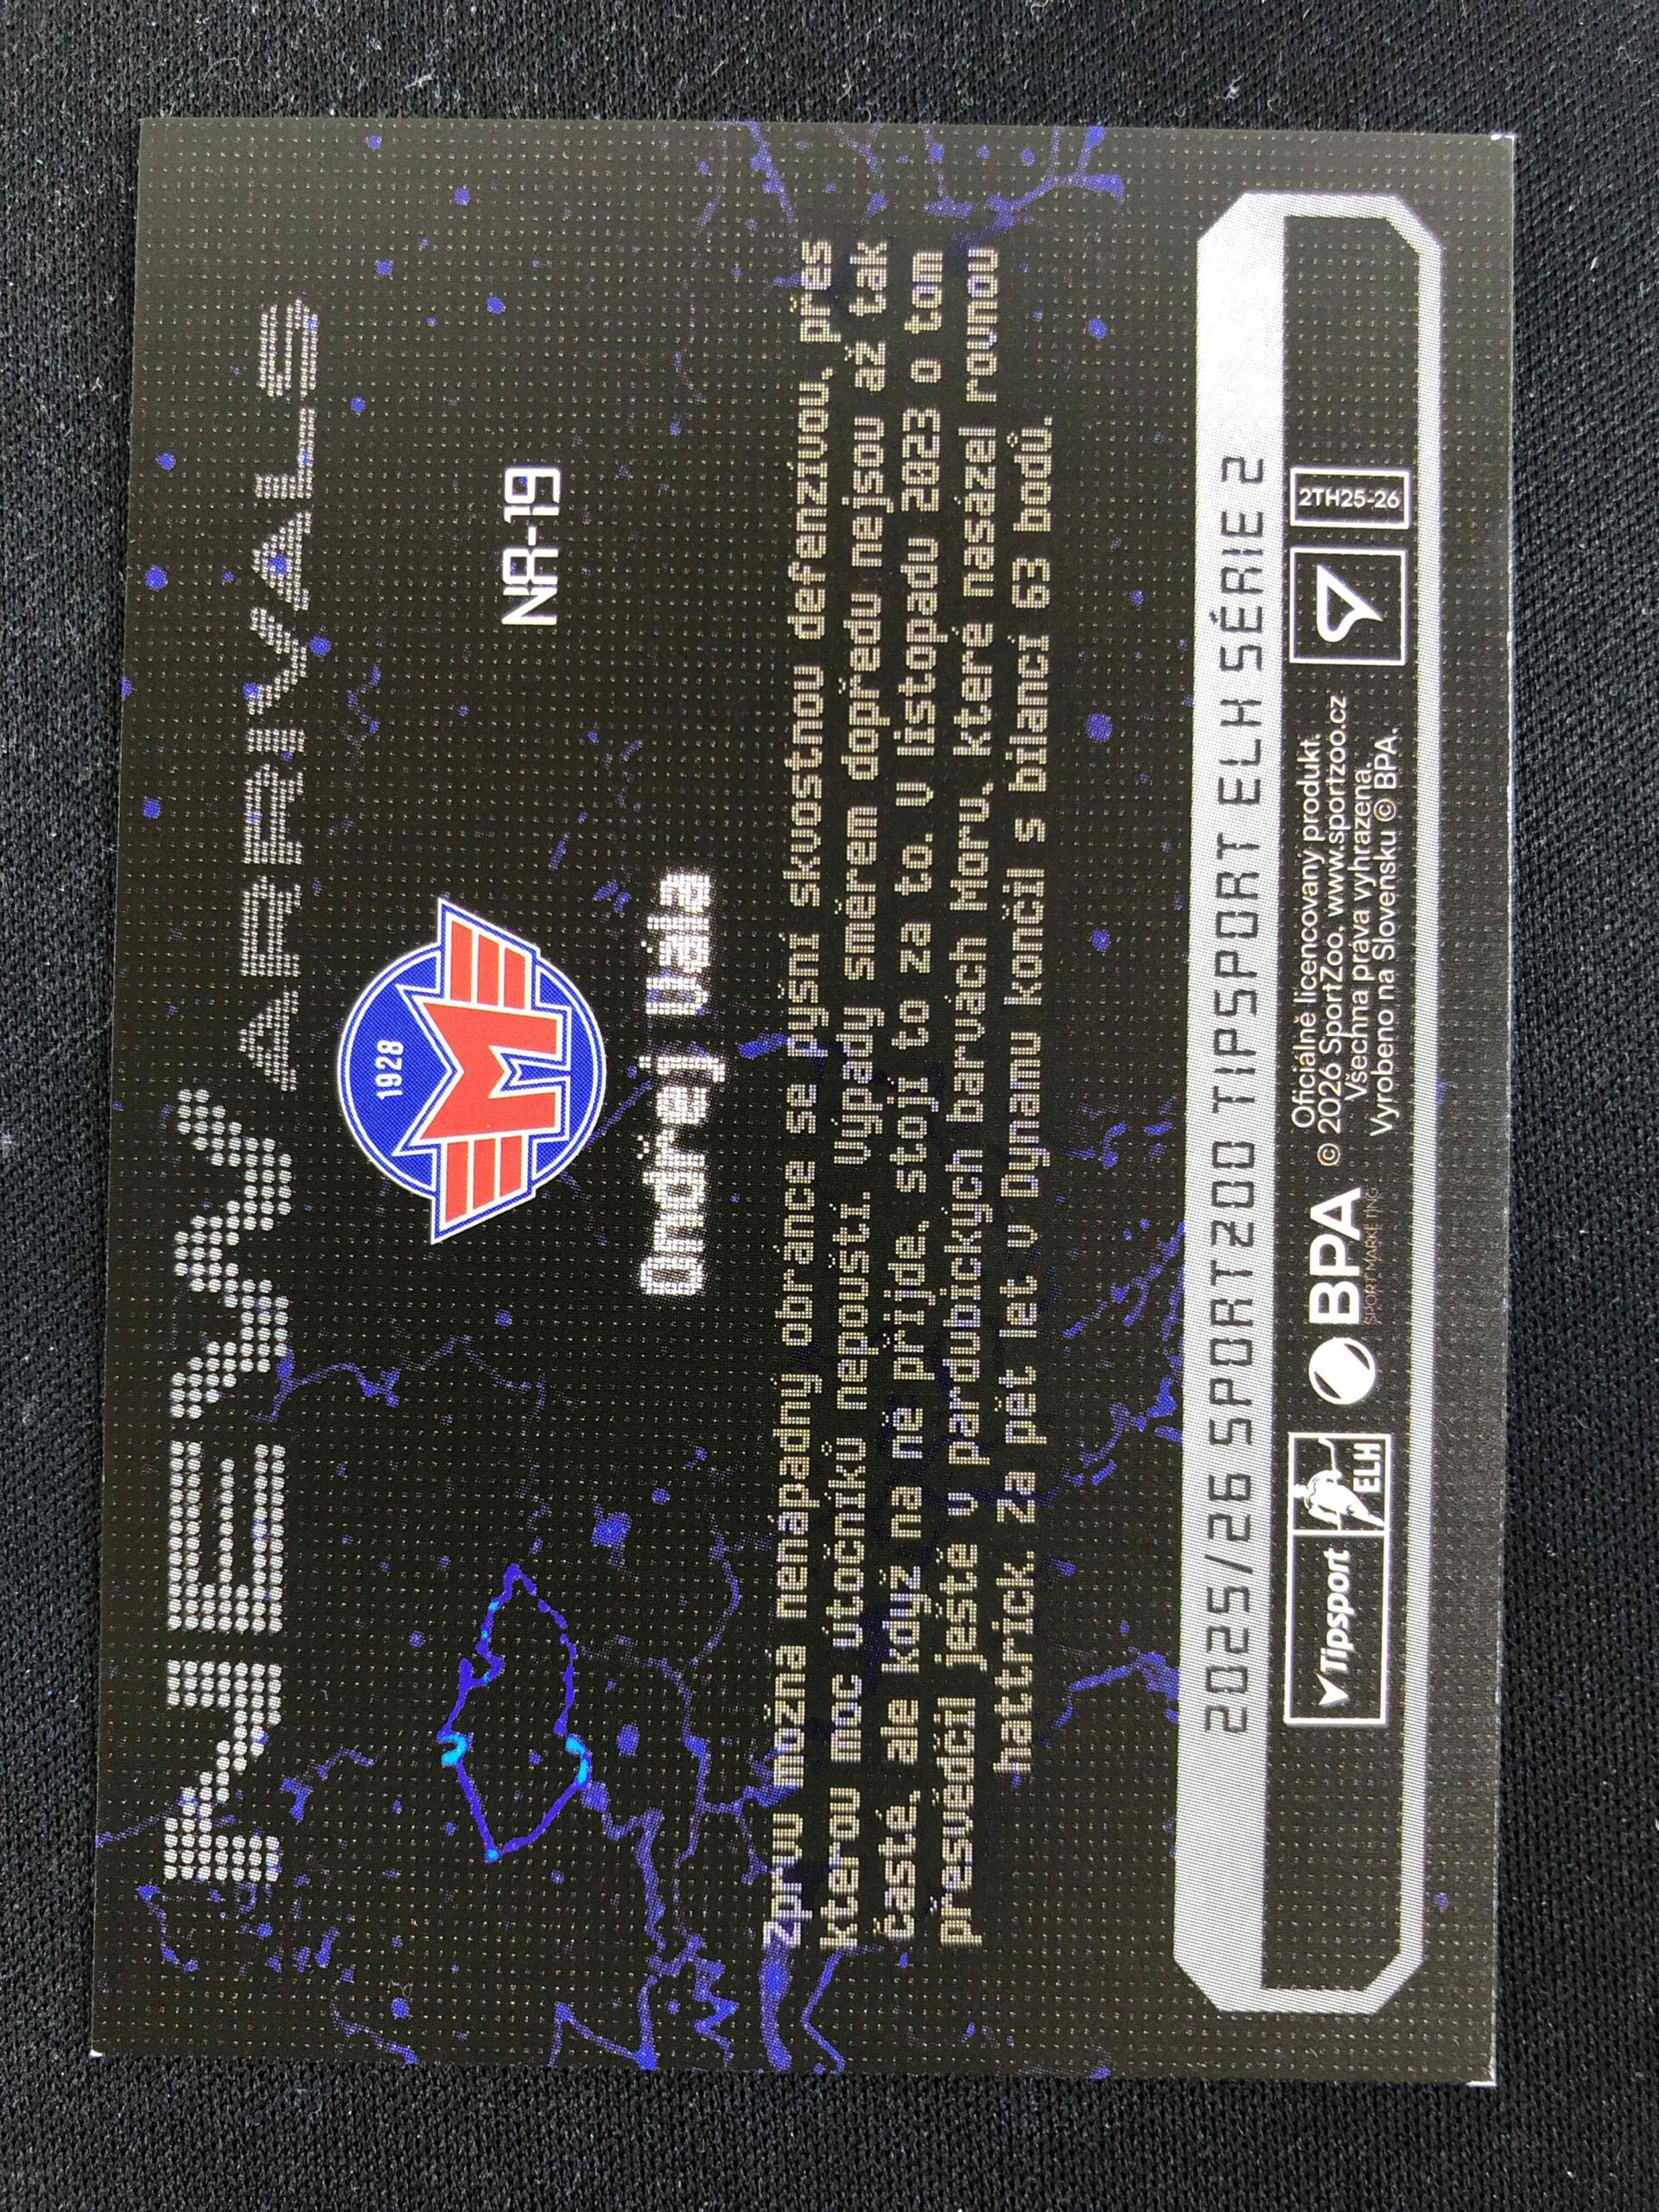 NEW ARRIVALS
1928
M
NR-19
Ondřej Vála
Zprvu možná nenápadný obránce se pyšní skvostnou defenzívou, přes
kterou moc útočníků nepouští. Výpady směrem dopředu nejsou až tak
časté, ale když na ně přijde, stojí to za to. V listopadu 2023 o tom
přesvědčil ještě v pardubických barvách Horu, které nasázel rovnou
hattrick. Za pět let v Dynamu končil s bilancí 63 bodů.
2025/26 SPORTZOO TIPSPORT ELH SÉRIE 2
Tipsport
ELH
BPA
SPORT MARKETING
Oficiálně licencovaný produkt.
© 2026 SportZoo. www.sportzoo.cz
Všechna práva vyhrazena.
Vyrobeno na Slovensku © BPA.
2TH25-26